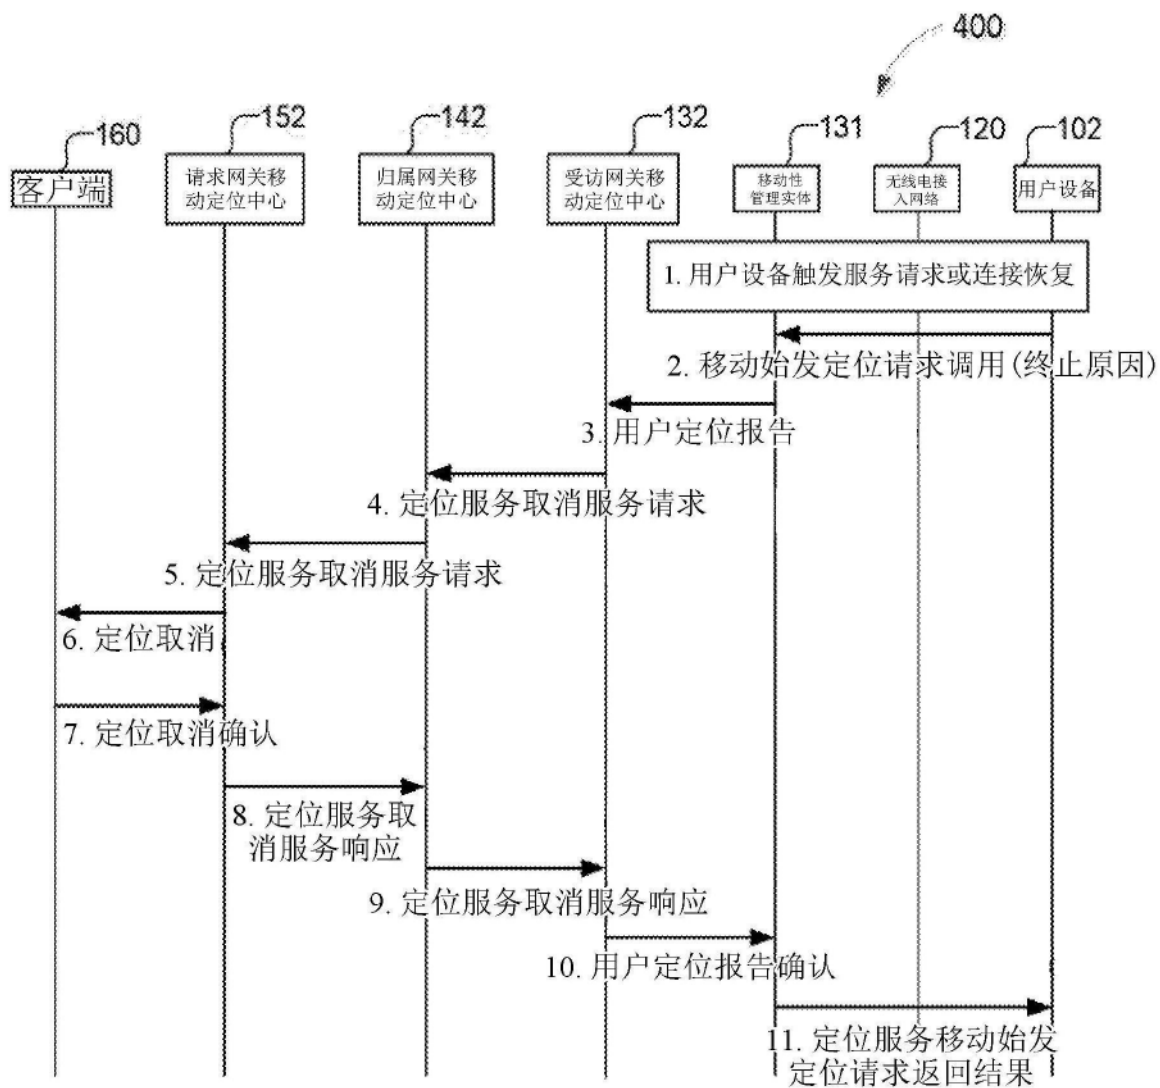 400
160
152
142
132
131
120
102
客户端
请求网关移
动定位中心
归属网关移
动定位中心
受访网关移
动定位中心
移动性
管理实体
无线电接
入网络
用户设备
1. 用户设备触发服务请求或连接恢复
2. 移动始发定位请求调用(终止原因)
3. 用户定位报告
4. 定位服务取消服务请求
5. 定位服务取消服务请求
6. 定位取消
7. 定位取消确认
8. 定位服务取
消服务响应
9. 定位服务取消服务响应
10. 用户定位报告确认
11. 定位服务移动始发
定位请求返回结果